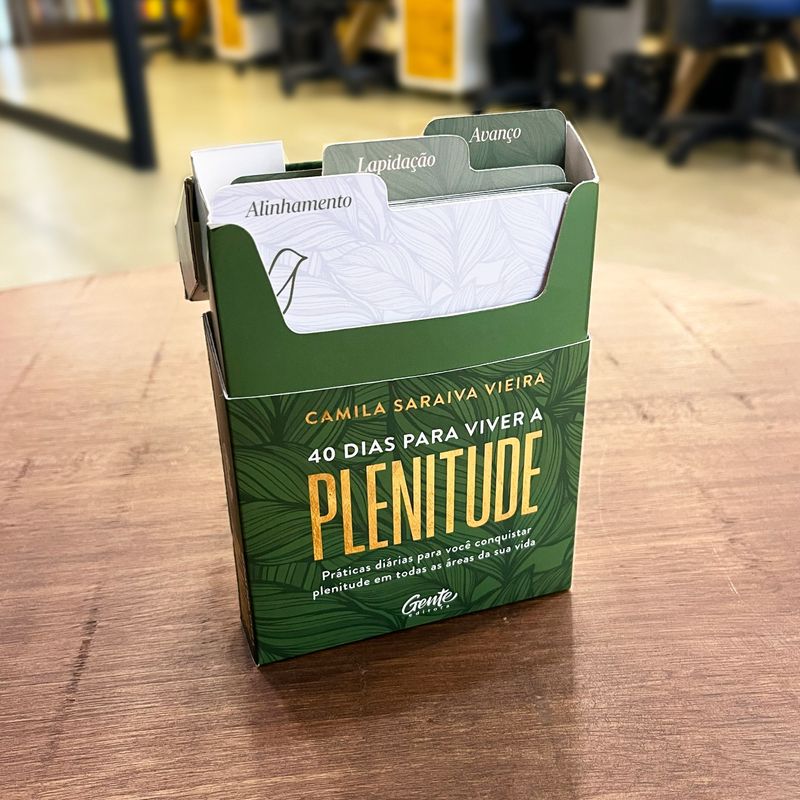 Avanço
Lapidação
Alinhamento
CAMILA SARAIVA VIEIRA
40 DIAS PARA VIVER A
PLENITUDE
Práticas diárias para você conquistar
plenitude em todas as áreas da sua vida
Gente
editora